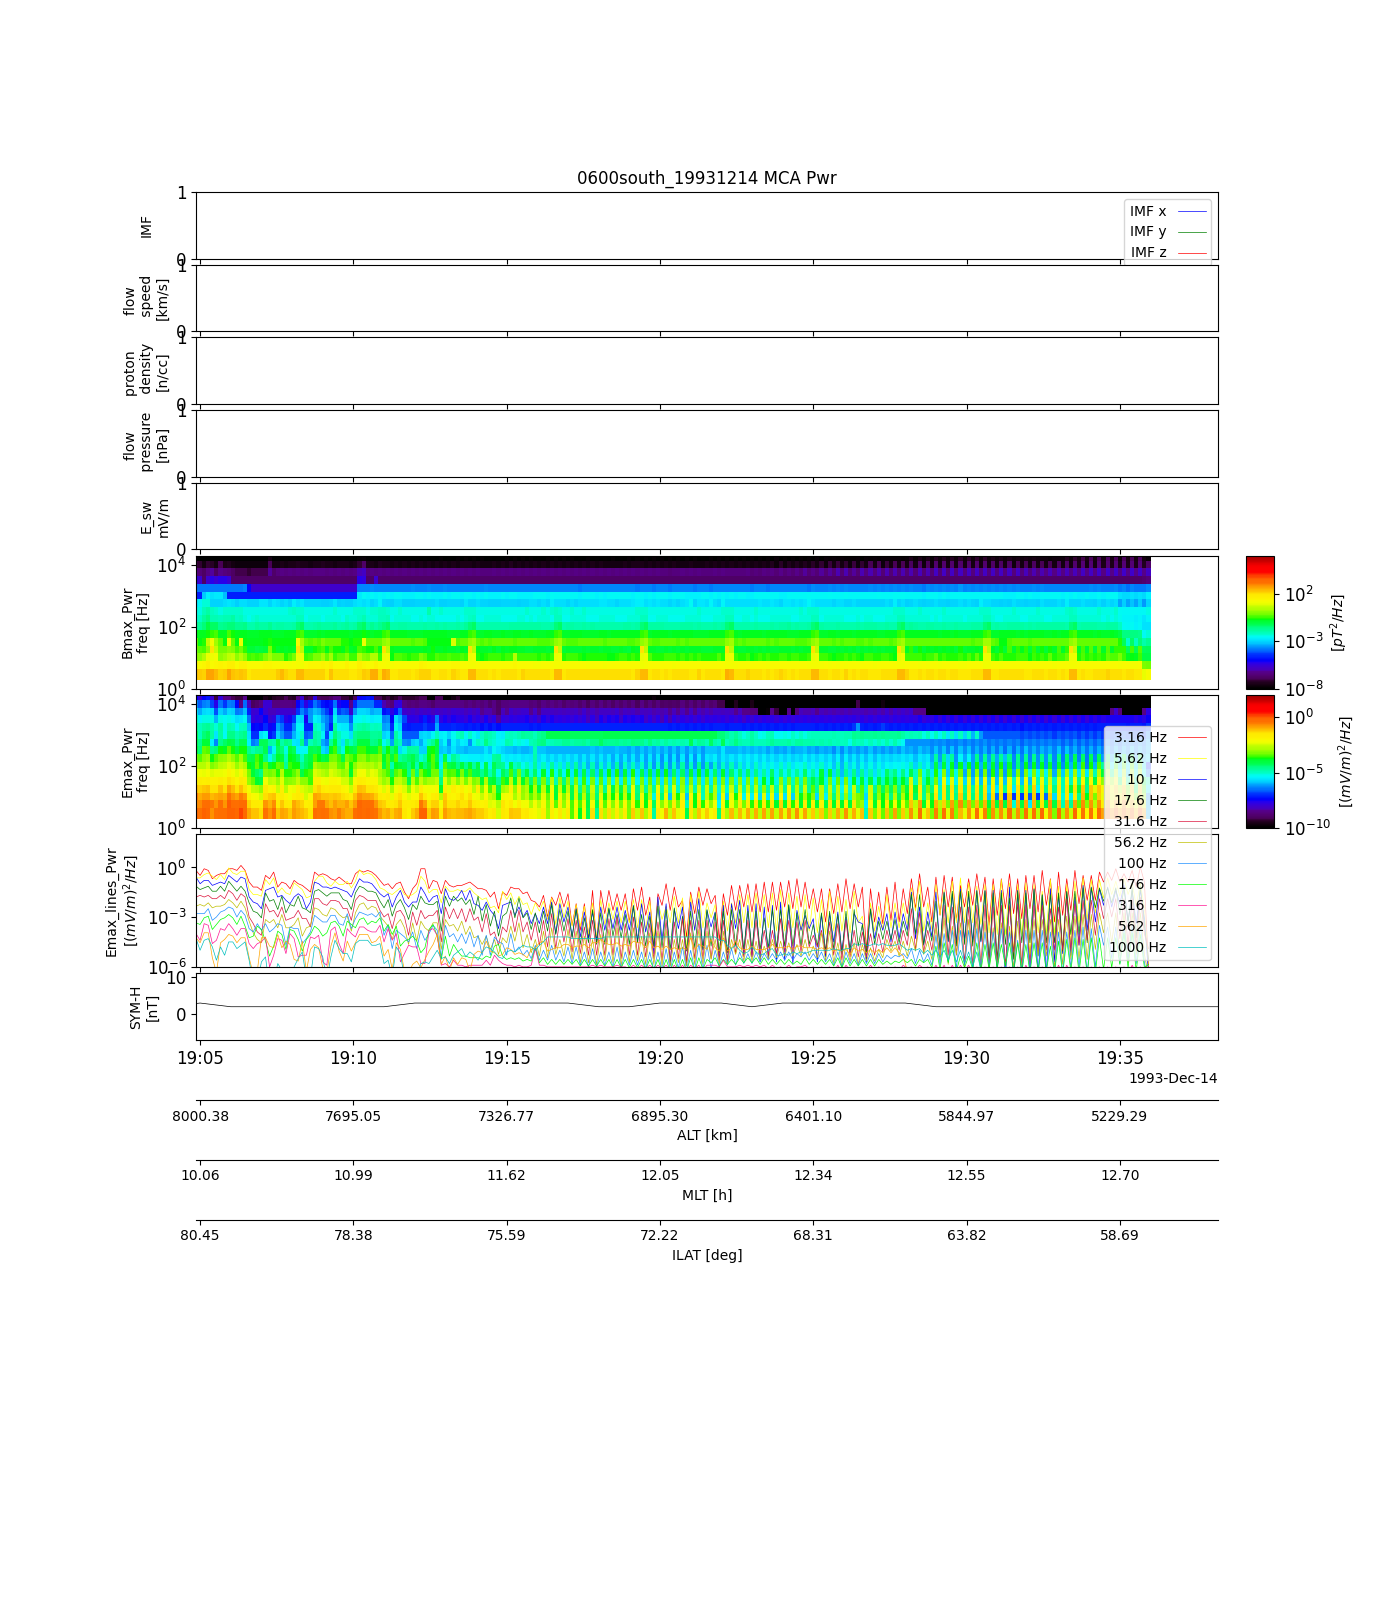 0600south_19931214 MCA Pwr
1
IMF
0
IMF x
IMF y
IMF z
1
flow
speed
[km/s]
0
1
proton
density
[n/cc]
0
1
flow
pressure
[nPa]
0
1
E_sw
mV/m
0
10^4
10^2
10^0
Bmax_Pwr
freq [Hz]
10^2
10^-3
10^-8
[pT^2/Hz]
10^4
10^2
10^0
Emax_Pwr
freq [Hz]
10^0
10^-5
10^-10
[(mV/m)^2/Hz]
3.16 Hz
5.62 Hz
10 Hz
17.6 Hz
31.6 Hz
56.2 Hz
100 Hz
176 Hz
316 Hz
562 Hz
1000 Hz
10^0
10^-3
10^-6
Emax_lines_Pwr
[(mV/m)^2/Hz]
10
0
SYM-H
[nT]
19:05 19:10 19:15 19:20 19:25 19:30 19:35
1993-Dec-14
8000.38 7695.05 7326.77 6895.30 6401.10 5844.97 5229.29
ALT [km]
10.06 10.99 11.62 12.05 12.34 12.55 12.70
MLT [h]
80.45 78.38 75.59 72.22 68.31 63.82 58.69
ILAT [deg]